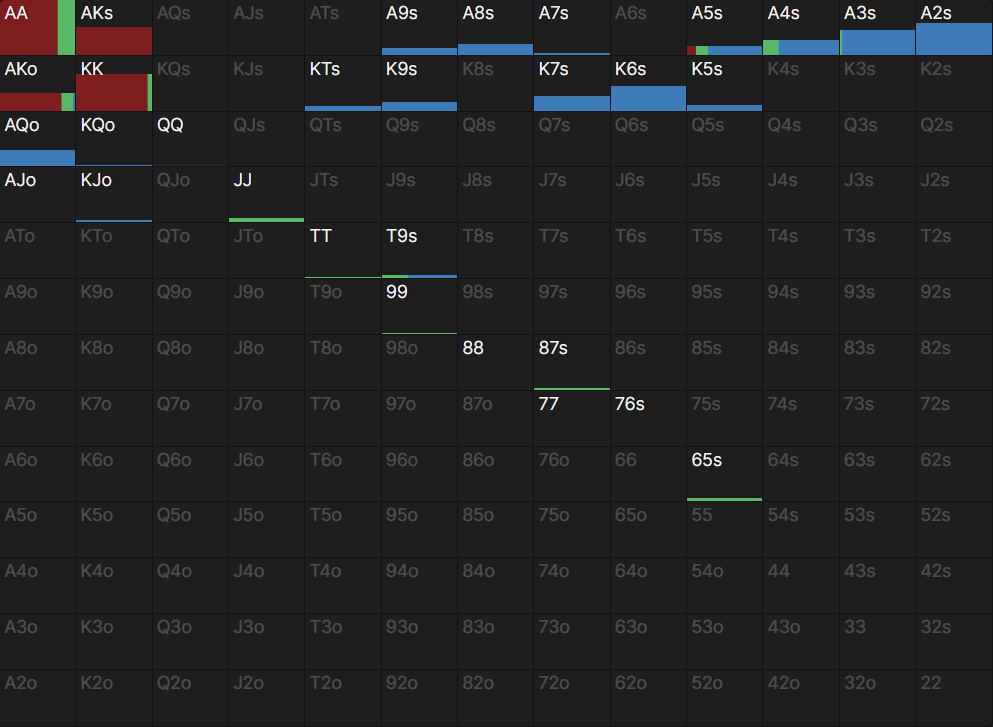 AA AKs AQs AJs ATs A9s A8s A7s A6s A5s A4s A3s A2s
AKo KK KQs KJs KTs K9s K8s K7s K6s K5s K4s K3s K2s
AQo KQo QQ QJs QTs Q9s Q8s Q7s Q6s Q5s Q4s Q3s Q2s
AJo KJo QJo JJ JTs J9s J8s J7s J6s J5s J4s J3s J2s
ATo KTo QTo JTo TT T9s T8s T7s T6s T5s T4s T3s T2s
A9o K9o Q9o J9o T9o 99 98s 97s 96s 95s 94s 93s 92s
A8o K8o Q8o J8o T8o 98o 88 87s 86s 85s 84s 83s 82s
A7o K7o Q7o J7o T7o 97o 87o 77 76s 75s 74s 73s 72s
A6o K6o Q6o J6o T6o 96o 86o 76o 66 65s 64s 63s 62s
A5o K5o Q5o J5o T5o 95o 85o 75o 65o 55 54s 53s 52s
A4o K4o Q4o J4o T4o 94o 84o 74o 64o 54o 44 43s 42s
A3o K3o Q3o J3o T3o 93o 83o 73o 63o 53o 43o 33 32s
A2o K2o Q2o J2o T2o 92o 82o 72o 62o 52o 42o 32o 22